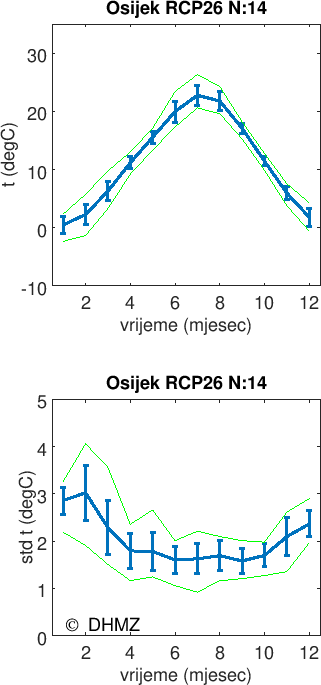 Osijek RCP26 N:14
30
20
10
0
-10
t (degC)
2 4 6 8 10 12
vrijeme (mjesec)
Osijek RCP26 N:14
5
4
3
2
1
0
std t (degC)
© DHMZ
2 4 6 8 10 12
vrijeme (mjesec)